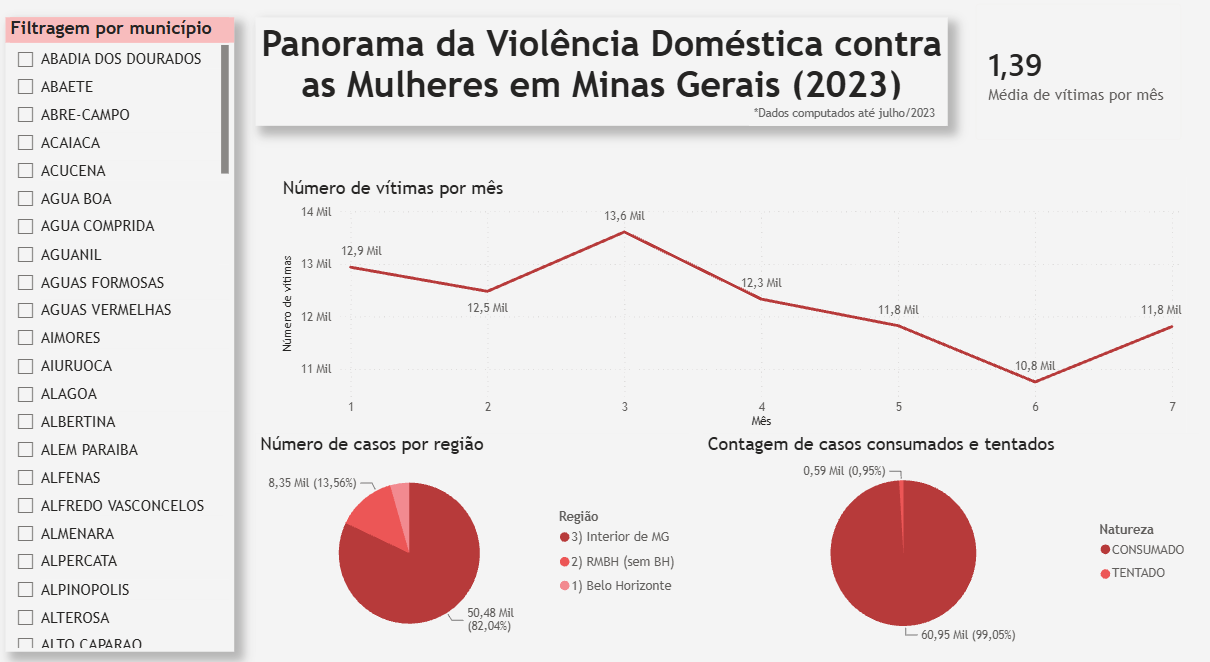 Filtragem por município
ABADIA DOS DOURADOS
ABAETE
ABRE-CAMPO
ACAIACA
ACUCENA
AGUA BOA
AGUA COMPRIDA
AGUANIL
AGUAS FORMOSAS
AGUAS VERMELHAS
AIMORES
AIURUOCA
ALAGOA
ALBERTINA
ALEM PARAIBA
ALFENAS
ALFREDO VASCONCELOS
ALMENARA
ALPERCATA
ALPINOPOLIS
ALTEROSA
ALTO CAPARAO
Panorama da Violência Doméstica contra
as Mulheres em Minas Gerais (2023)
*Dados computados até julho/2023
1,39
Média de vítimas por mês
Número de vítimas por mês
Número de vítimas
14 Mil
13 Mil
12 Mil
11 Mil
12,9 Mil
12,5 Mil
13,6 Mil
12,3 Mil
11,8 Mil
10,8 Mil
11,8 Mil
1 2 3 4 5 6 7
Mês
Número de casos por região
8,35 Mil (13,56%)
50,48 Mil
(82,04%)
Região
3) Interior de MG
2) RMBH (sem BH)
1) Belo Horizonte
Contagem de casos consumados e tentados
0,59 Mil (0,95%)
60,95 Mil (99,05%)
Natureza
CONSUMADO
TENTADO